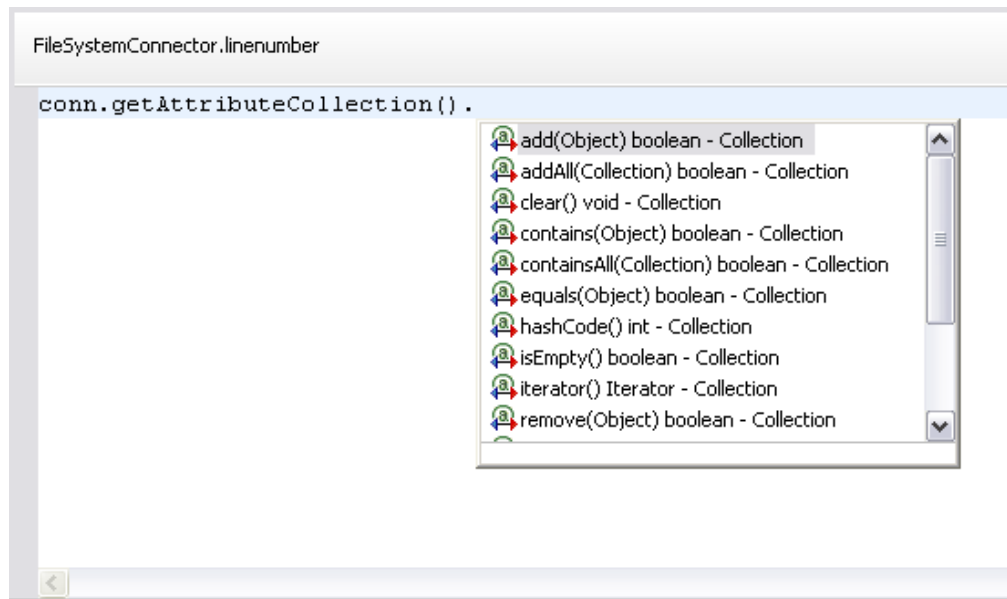 FileSystemConnector.linenumber
conn.getAttributeCollection().
add(Object) boolean - Collection
addAll(Collection) boolean - Collection
clear() void - Collection
contains(Object) boolean - Collection
containsAll(Collection) boolean - Collection
equals(Object) boolean - Collection
hashCode() int - Collection
isEmpty() boolean - Collection
iterator() Iterator - Collection
remove(Object) boolean - Collection